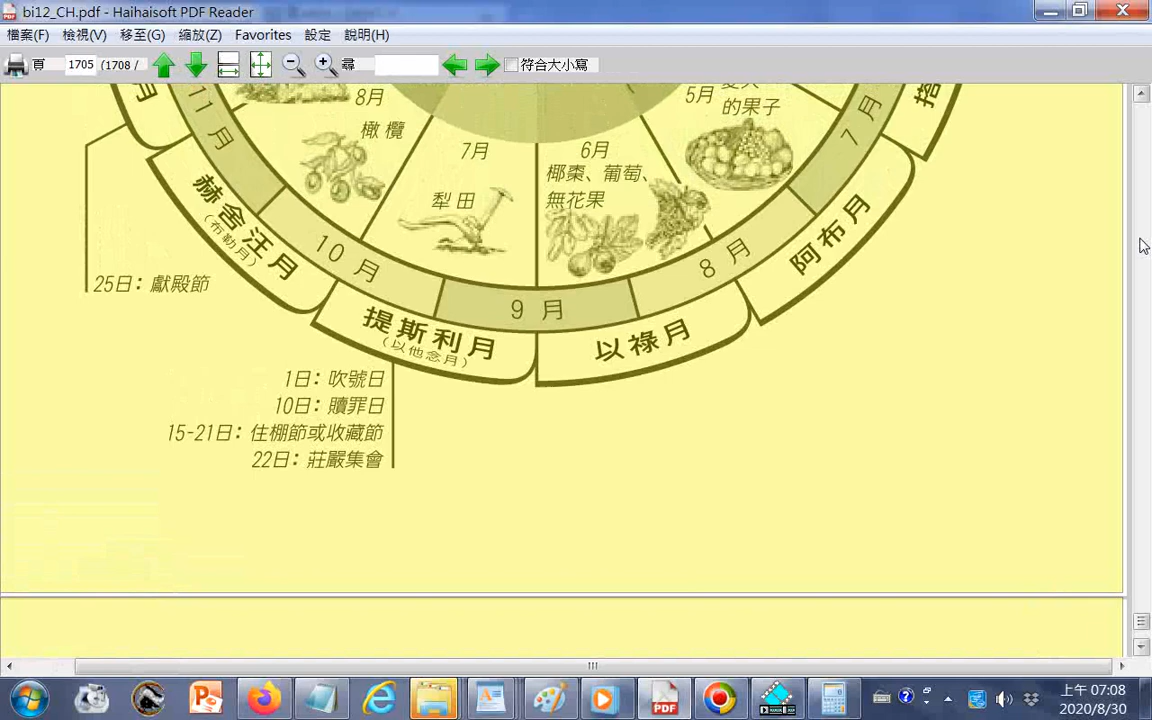 bi12_CH.pdf - Haihaisoft PDF Reader
檔案(F) 檢視(V) 移至(G) 縮放(Z) Favorites 設定 說明(H)
頁 1705 (1708 / 尋 符合大小寫
月
11月
8月
橄欖
7月
犁田
6月
椰棗、葡萄、
無花果
5月
的果子
7月
赫舍汪月
(布勒月)
10月
9月
8月
阿布月
25日：獻殿節
提斯利月
(以他念月)
以祿月
1日：吹號日
10日：贖罪日
15-21日：住棚節或收藏節
22日：莊嚴集會
上午 07:08
2020/8/30